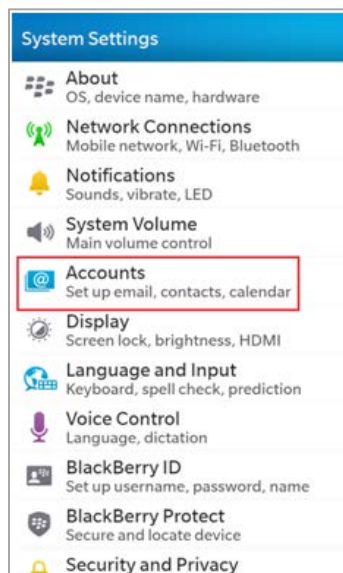 System Settings
About
OS, device name, hardware
Network Connections
Mobile network, Wi-Fi, Bluetooth
Notifications
Sounds, vibrate, LED
System Volume
Main volume control
Accounts
Set up email, contacts, calendar
Display
Screen lock, brightness, HDMI
Language and Input
Keyboard, spell check, prediction
Voice Control
Language, dictation
BlackBerry ID
Set up username, password, name
BlackBerry Protect
Secure and locate device
Security and Privacy